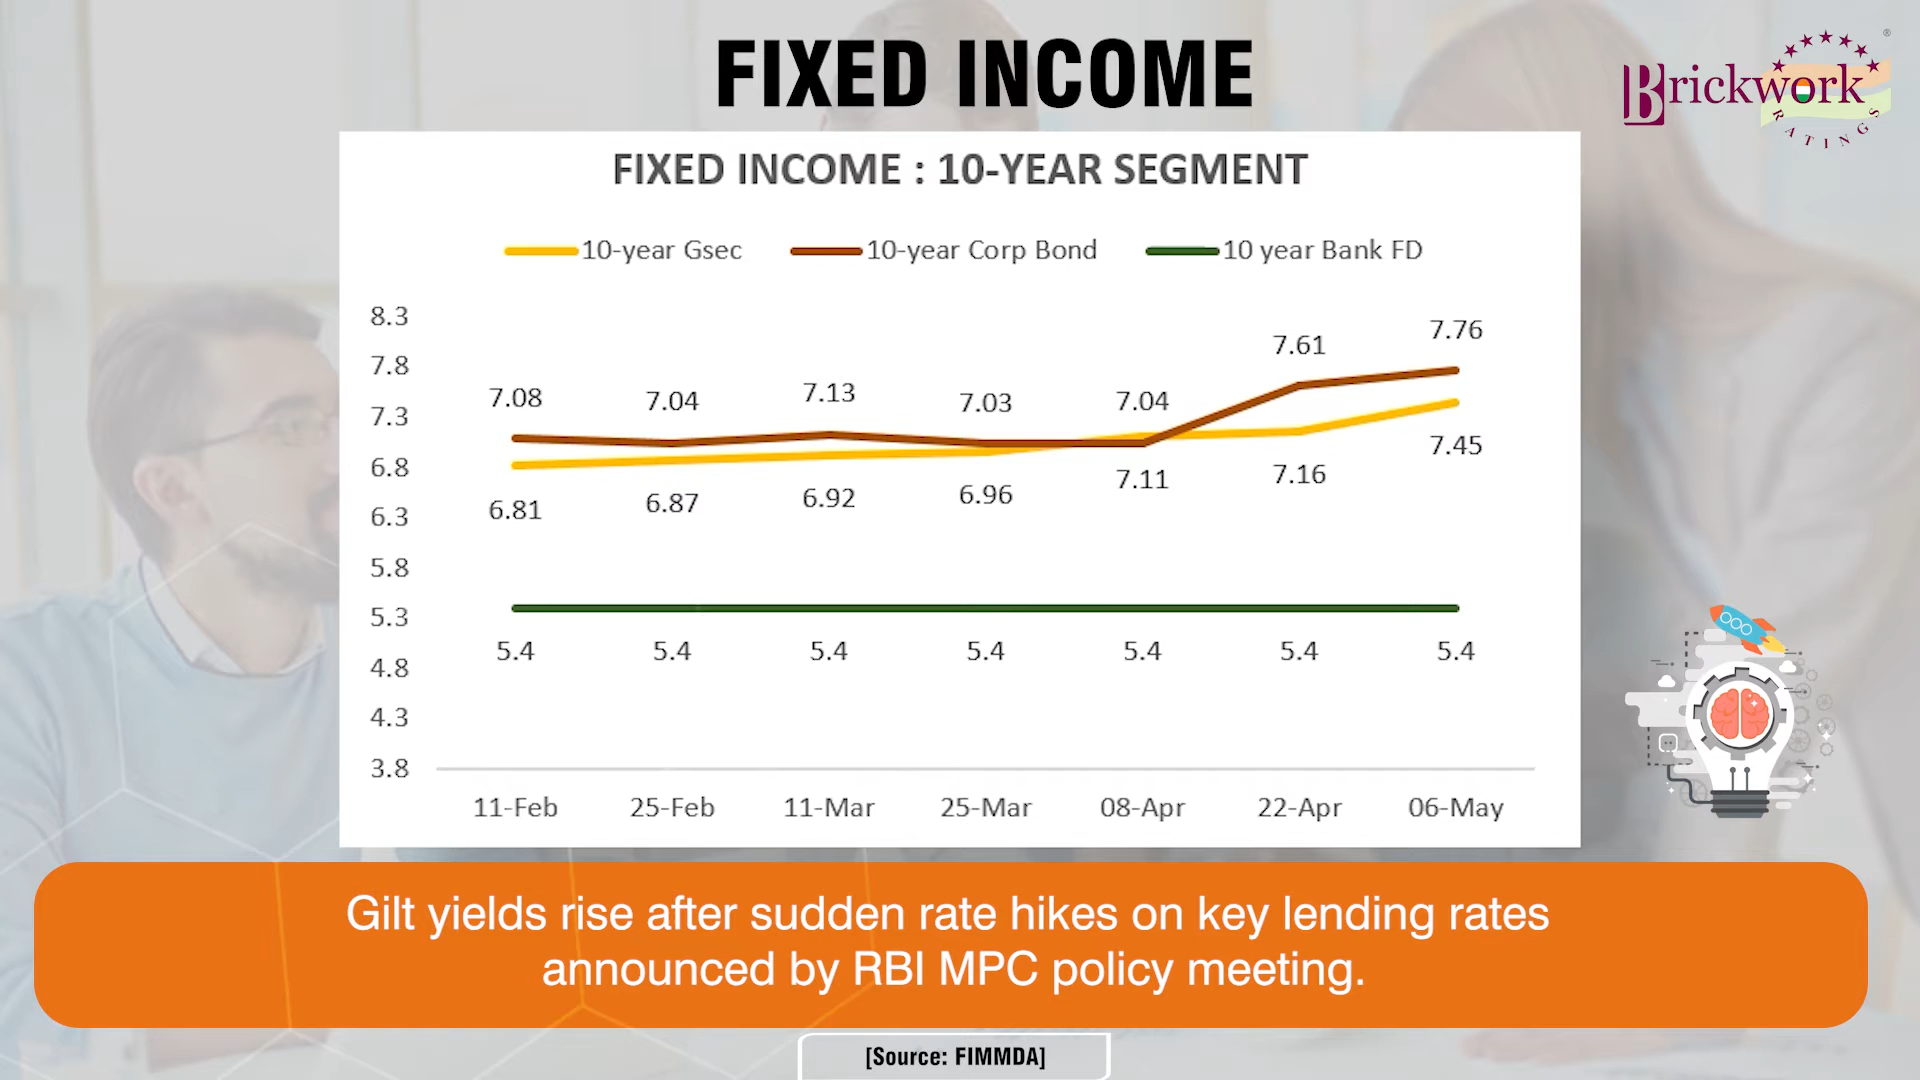 FIXED INCOME
Brickwork
RATINGS
®
FIXED INCOME : 10-YEAR SEGMENT
10-year Gsec 10-year Corp Bond 10 year Bank FD
8.3
7.8
7.3
6.8
6.3
5.8
5.3
4.8
4.3
3.8
7.08 7.04 7.13 7.03 7.04 7.61 7.76
6.81 6.87 6.92 6.96 7.11 7.16 7.45
5.4 5.4 5.4 5.4 5.4 5.4 5.4
11-Feb 25-Feb 11-Mar 25-Mar 08-Apr 22-Apr 06-May
Gilt yields rise after sudden rate hikes on key lending rates
announced by RBI MPC policy meeting.
[Source: FIMMDA]